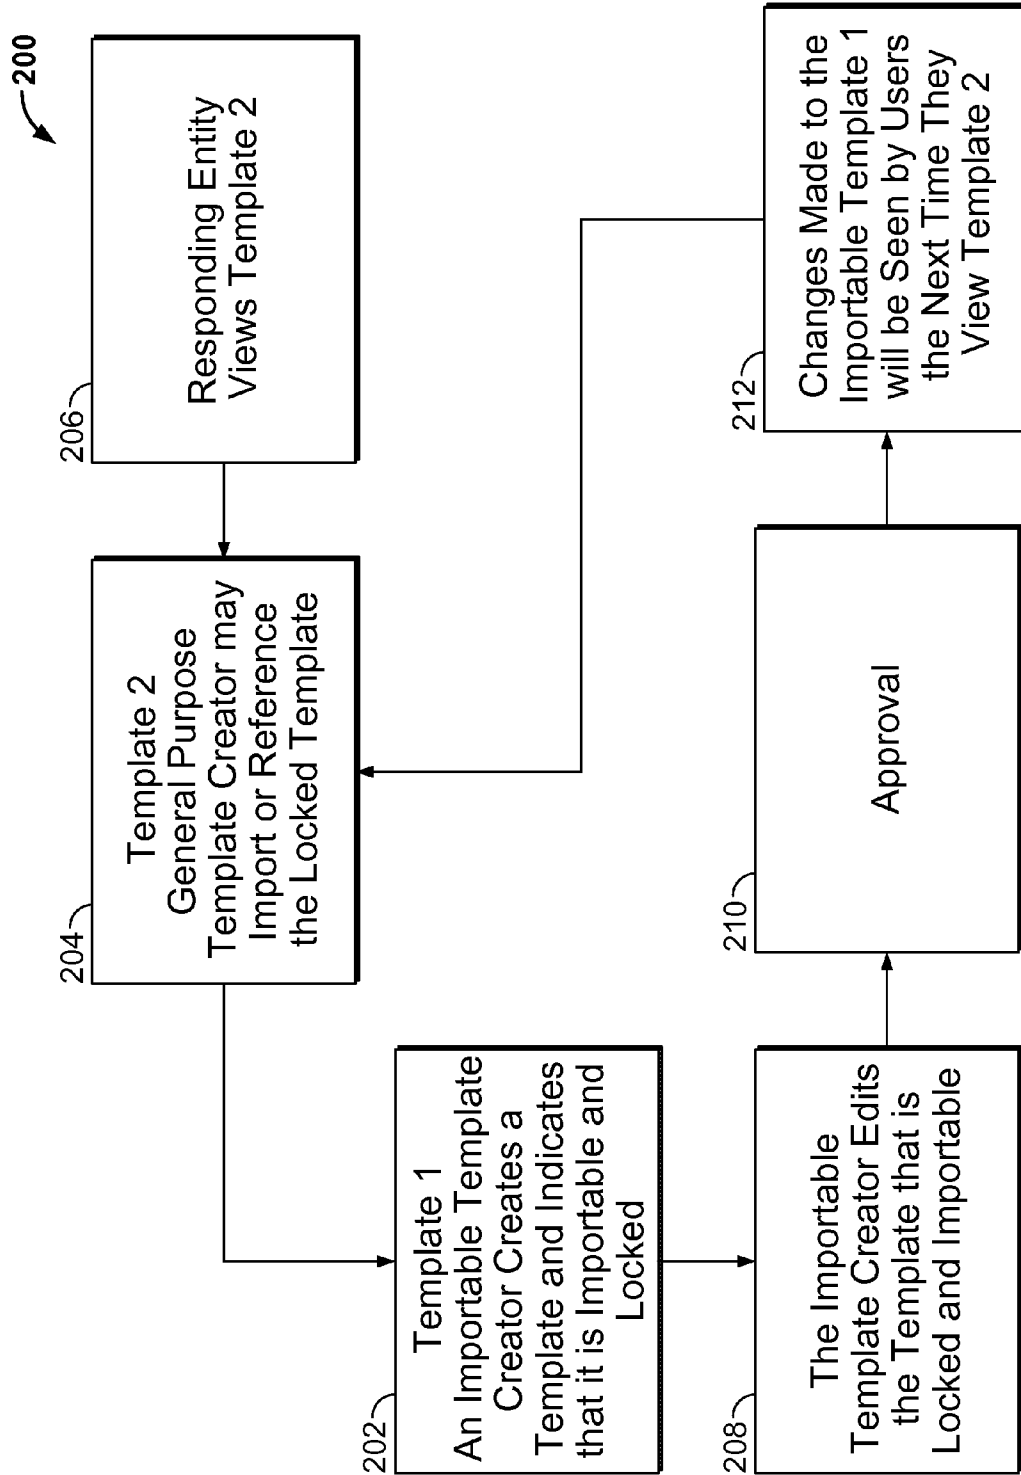 200
206
Responding Entity
Views Template 2
204
Template 2
General Purpose
Template Creator may
Import or Reference
the Locked Template
202
Template 1
An Importable Template
Creator Creates a
Template and Indicates
that it is Importable and
Locked
208
The Importable
Template Creator Edits
the Template that is
Locked and Importable
210
Approval
212
Changes Made to the
Importable Template 1
will be Seen by Users
the Next Time They
View Template 2